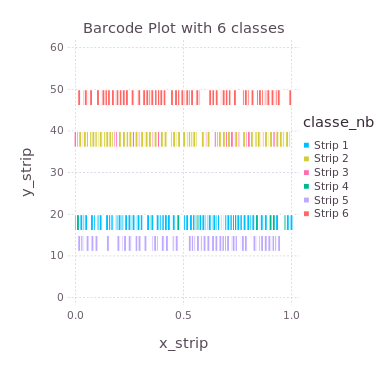 Barcode Plot with 6 classes
60
50
40
30
20
10
0
y_strip
0.0
0.5
1.0
x_strip
classe_nb
Strip 1
Strip 2
Strip 3
Strip 4
Strip 5
Strip 6